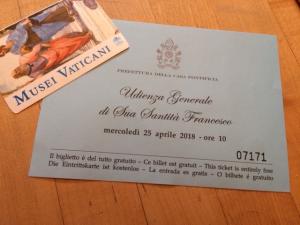 MUSEI VATICANI
PREFETTURA DELLA CASA PONTIFICIA
Udienza Generale
di Sua Santità Francesco
mercoledì 25 aprile 2018 - ore 10
07171
Il biglietto è del tutto gratuito – Ce billet est gratuit – This ticket is entirely free
Die Eintrittskarte ist kostenlos – La entrada es gratis – O bilhete é gratuito